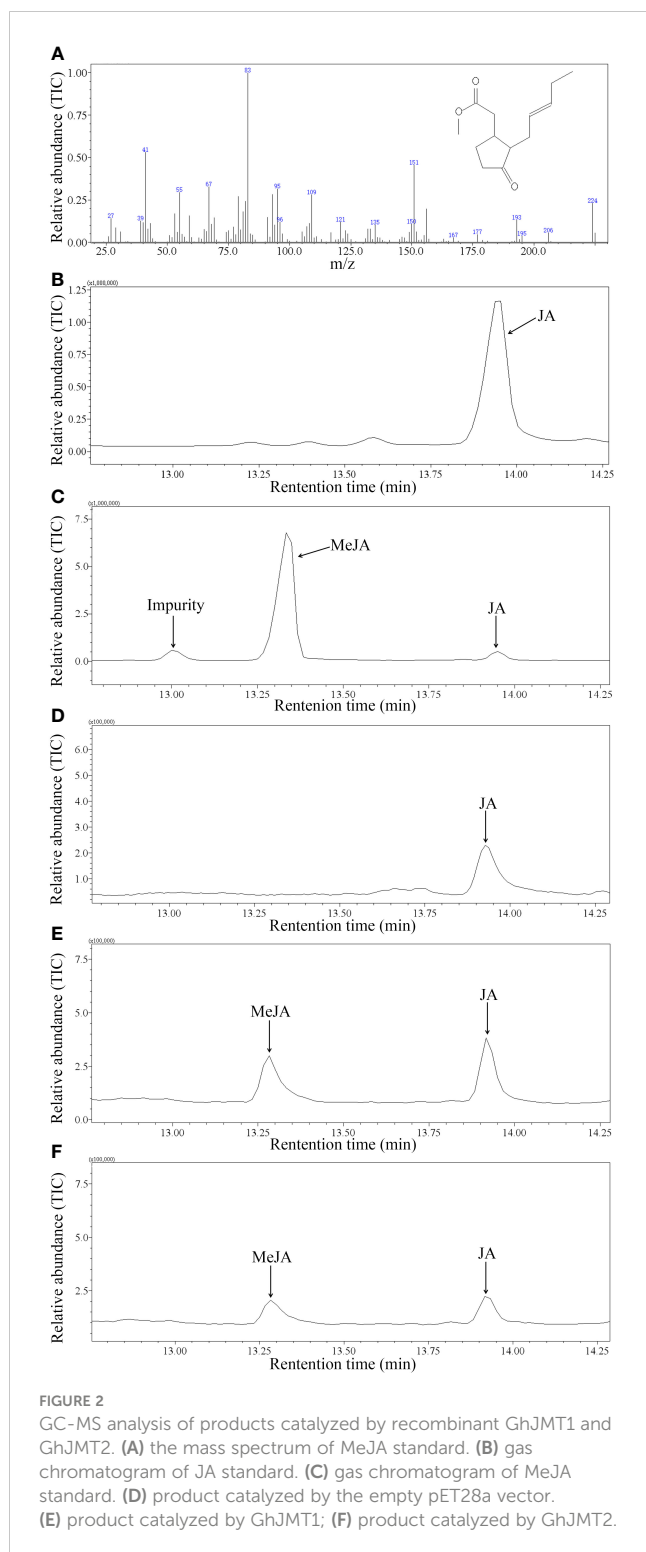 A
Relative abundance (TIC)
1.00
0.75
0.50
0.25
0.00
27
39
41
55
67
83
95
96
109
121
135
150
151
167
177
193
195
206
224
O
O
O
25.0 50.0 75.0 100.0 125.0 150.0 175.0 200.0
m/z
B
(x1,000,000)
Relative abundance (TIC)
1.25
1.00
0.75
0.50
0.25
0.00
JA
13.00 13.25 13.50 13.75 14.00 14.25
Rentention time (min)
C
(x1,000,000)
Relative abundance (TIC)
7.5
5.0
2.5
0.0
Impurity
MeJA
JA
13.00 13.25 13.50 13.75 14.00 14.25
Rentention time (min)
D
(x100,000)
Relative abundance (TIC)
6.0
5.0
4.0
3.0
2.0
1.0
JA
13.00 13.25 13.50 13.75 14.00 14.25
Rentention time (min)
E
(x100,000)
Relative abundance (TIC)
7.5
5.0
2.5
0.0
MeJA
JA
13.00 13.25 13.50 13.75 14.00 14.25
Rentention time (min)
F
(x100,000)
Relative abundance (TIC)
7.5
5.0
2.5
MeJA
JA
13.00 13.25 13.50 13.75 14.00 14.25
Rentention time (min)
FIGURE 2
GC-MS analysis of products catalyzed by recombinant GhJMT1 and
GhJMT2. (A) the mass spectrum of MeJA standard. (B) gas
chromatogram of JA standard. (C) gas chromatogram of MeJA
standard. (D) product catalyzed by the empty pET28a vector.
(E) product catalyzed by GhJMT1; (F) product catalyzed by GhJMT2.